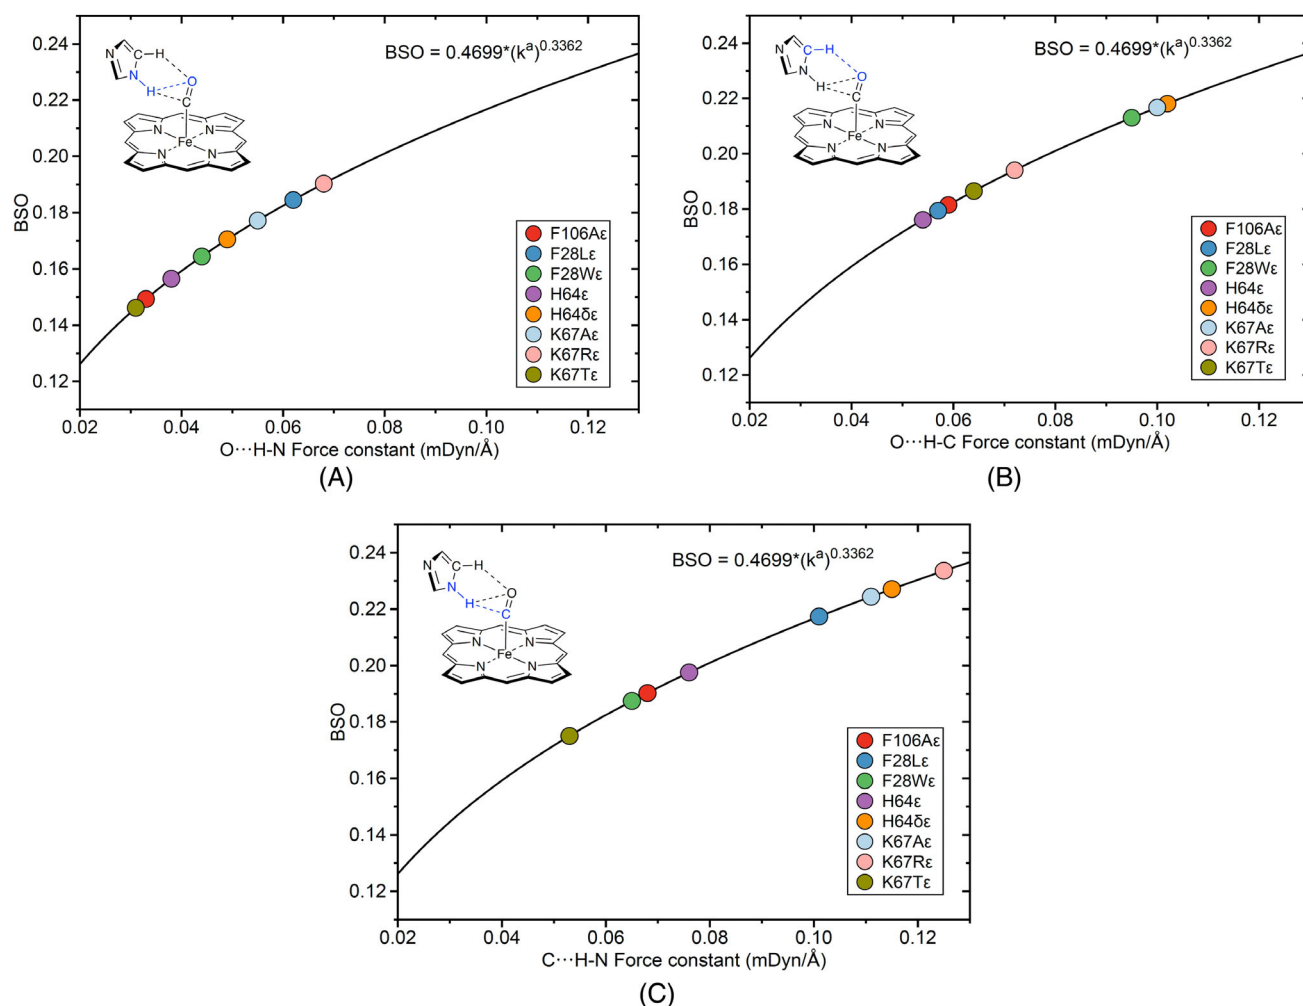 BSO = 0.4699*(kᵃ)⁰·³³⁶²
N C H
N H O
C
N N
Fe
N N
BSO
0.24
0.22
0.20
0.18
0.16
0.14
0.12
F106Aε
F28Lε
F28Wε
H64ε
H64δε
K67Aε
K67Rε
K67Tε
0.02 0.04 0.06 0.08 0.10 0.12
O···H-N Force constant (mDyn/Å)
(A)
BSO = 0.4699*(kᵃ)⁰·³³⁶²
N C H
N H O
C
N N
Fe
N N
BSO
0.24
0.22
0.20
0.18
0.16
0.14
0.12
F106Aε
F28Lε
F28Wε
H64ε
H64δε
K67Aε
K67Rε
K67Tε
0.02 0.04 0.06 0.08 0.10 0.12
O···H-C Force constant (mDyn/Å)
(B)
BSO = 0.4699*(kᵃ)⁰·³³⁶²
N C H
N H O
C
N N
Fe
N N
BSO
0.24
0.22
0.20
0.18
0.16
0.14
0.12
F106Aε
F28Lε
F28Wε
H64ε
H64δε
K67Aε
K67Rε
K67Tε
0.02 0.04 0.06 0.08 0.10 0.12
C···H-N Force constant (mDyn/Å)
(C)